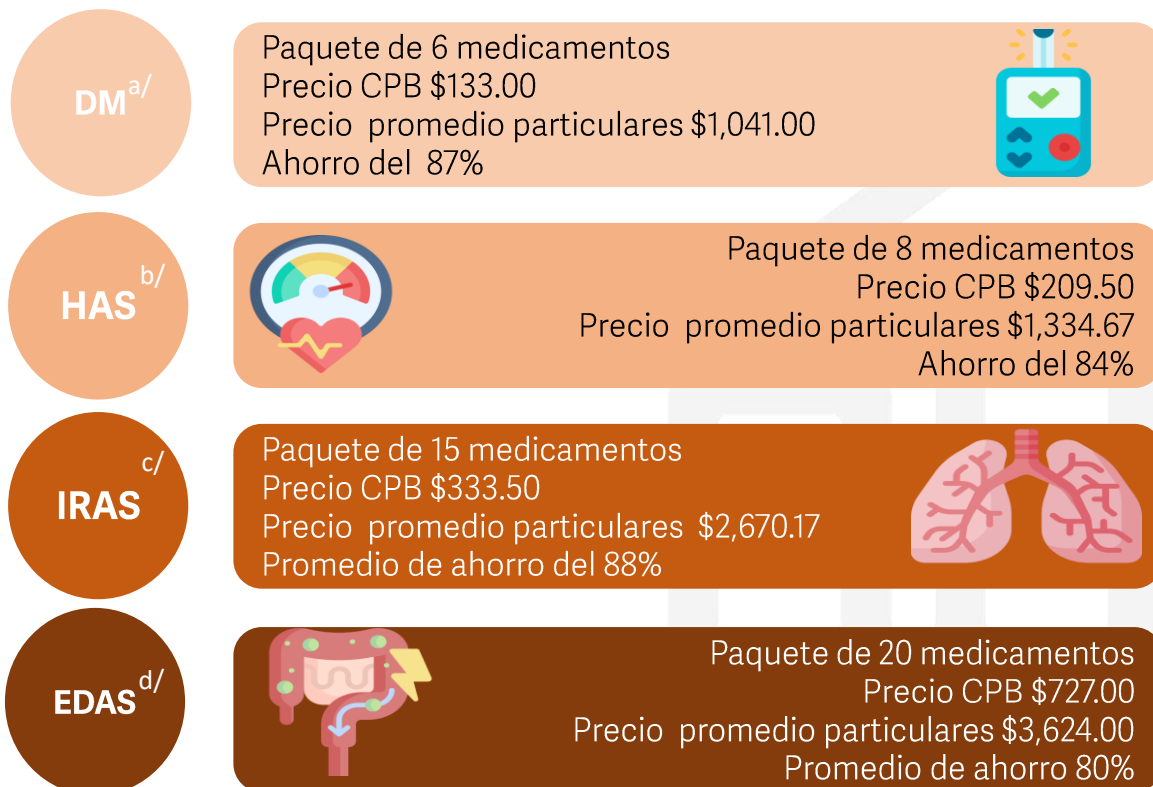 DM a/
Paquete de 6 medicamentos
Precio CPB $133.00
Precio promedio particulares $1,041.00
Ahorro del 87%
HAS b/
Paquete de 8 medicamentos
Precio CPB $209.50
Precio promedio particulares $1,334.67
Ahorro del 84%
IRAS c/
Paquete de 15 medicamentos
Precio CPB $333.50
Precio promedio particulares $2,670.17
Promedio de ahorro del 88%
EDAS d/
Paquete de 20 medicamentos
Precio CPB $727.00
Precio promedio particulares $3,624.00
Promedio de ahorro 80%